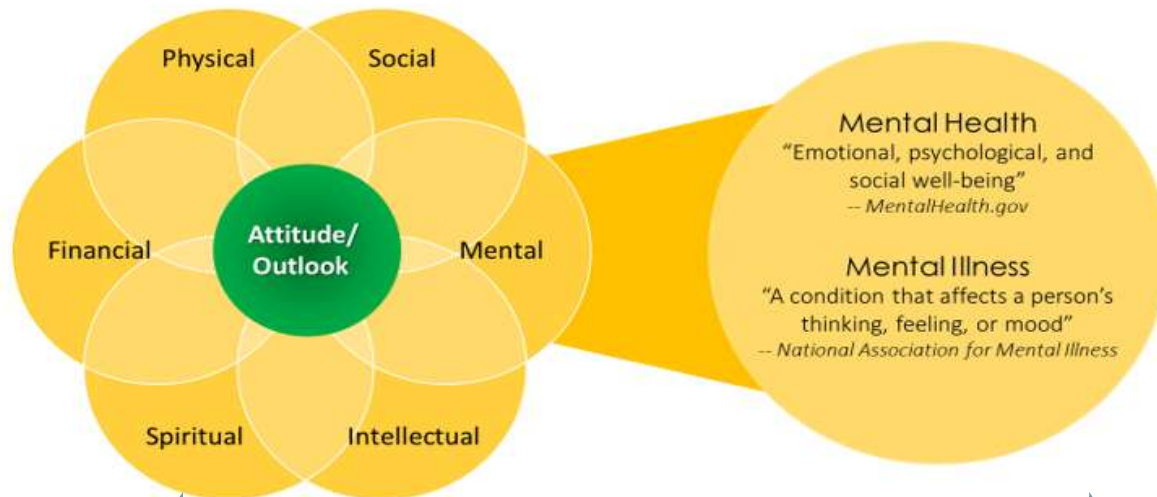 Physical
Social
Financial
Attitude/
Outlook
Mental
Spiritual
Intellectual
Mental Health
“Emotional, psychological, and
social well-being”
-- MentalHealth.gov
Mental Illness
“A condition that affects a person’s
thinking, feeling, or mood”
-- National Association for Mental Illness